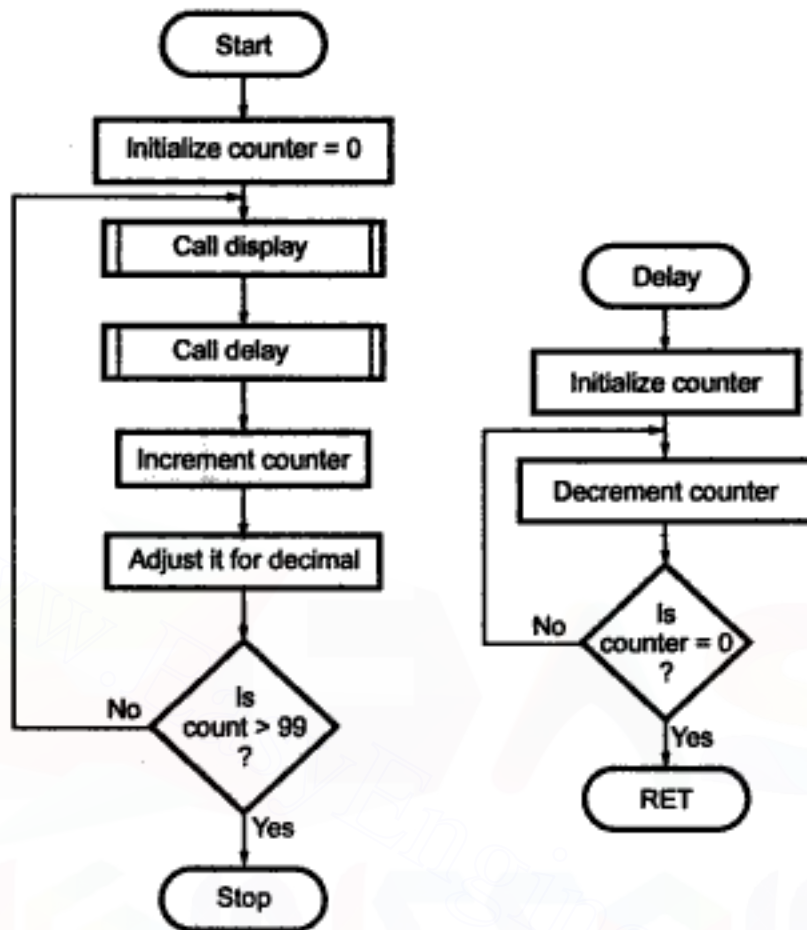 Start
Initialize counter = 0
Call display
Call delay
Increment counter
Adjust it for decimal
Is
count > 99
?
No
Yes
Stop
Delay
Initialize counter
Decrement counter
Is
counter = 0
?
No
Yes
RET